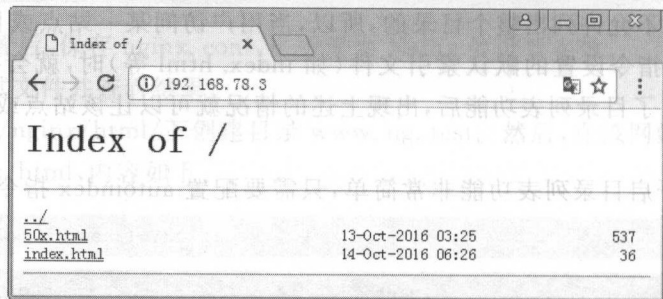 Index of /
192.168.78.3
Index of /
../
50x.html 13-Oct-2016 03:25 537
index.html 14-Oct-2016 06:26 36